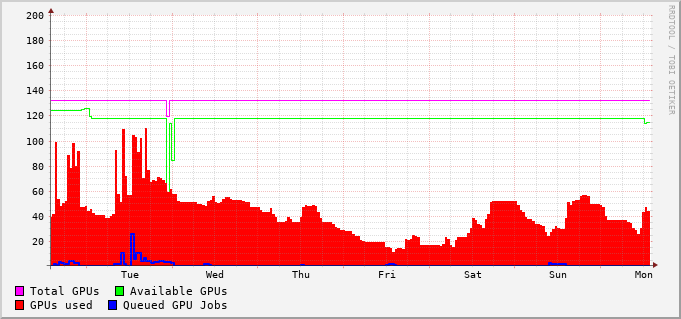 200
180
160
140
120
100
80
60
40
20
Tue Wed Thu Fri Sat Sun Mon
Total GPUs Available GPUs
GPUs used Queued GPU Jobs
RRDTOOL / TOBI OETIKER